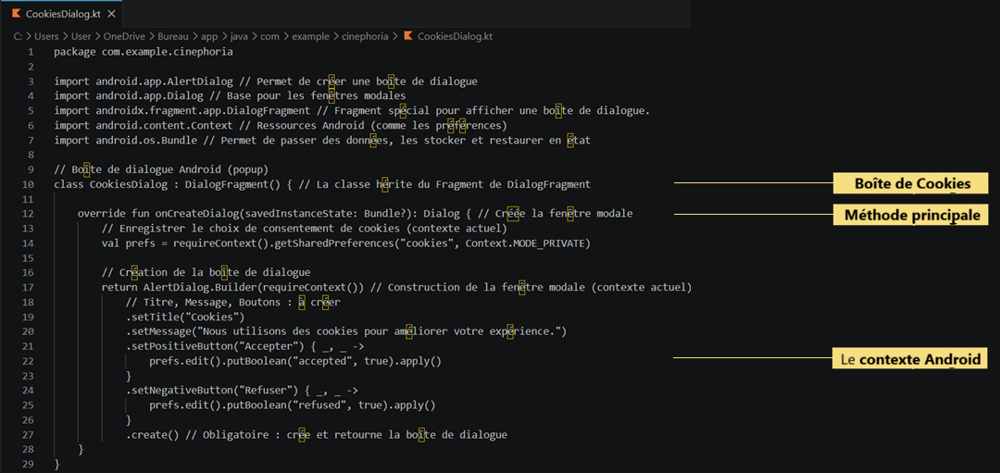 CookiesDialog.kt ×
C: > Users > User > OneDrive > Bureau > app > java > com > example > cinephoria > CookiesDialog.kt
1 package com.example.cinephoria
2
3 import android.app.AlertDialog // Permet de créer une boîte de dialogue
4 import android.app.Dialog // Base pour les fenêtres modales
5 import androidx.fragment.app.DialogFragment // Fragment spécial pour afficher une boîte de dialogue.
6 import android.content.Context // Ressources Android (comme les préférences)
7 import android.os.Bundle // Permet de passer des données, les stocker et restaurer en état
8
9 // Boîte de dialogue Android (popup)
10 class CookiesDialog : DialogFragment() { // La classe hérite du Fragment de DialogFragment
Boîte de Cookies
11
12 override fun onCreateDialog(savedInstanceState: Bundle?): Dialog { // Créée la fenêtre modale
Méthode principale
13 // Enregistrer le choix de consentement de cookies (contexte actuel)
14 val prefs = requireContext().getSharedPreferences("cookies", Context.MODE_PRIVATE)
15
16 // Création de la boîte de dialogue
17 return AlertDialog.Builder(requireContext()) // Construction de la fenêtre modale (contexte actuel)
18 // Titre, Message, Boutons : à créer
19 .setTitle("Cookies")
20 .setMessage("Nous utilisons des cookies pour améliorer votre expérience.")
21 .setPositiveButton("Accepter") { _, _ ->
22 prefs.edit().putBoolean("accepted", true).apply()
Le contexte Android
23 }
24 .setNegativeButton("Refuser") { _, _ ->
25 prefs.edit().putBoolean("refused", true).apply()
26 }
27 .create() // Obligatoire : crée et retourne la boîte de dialogue
28 }
29 }